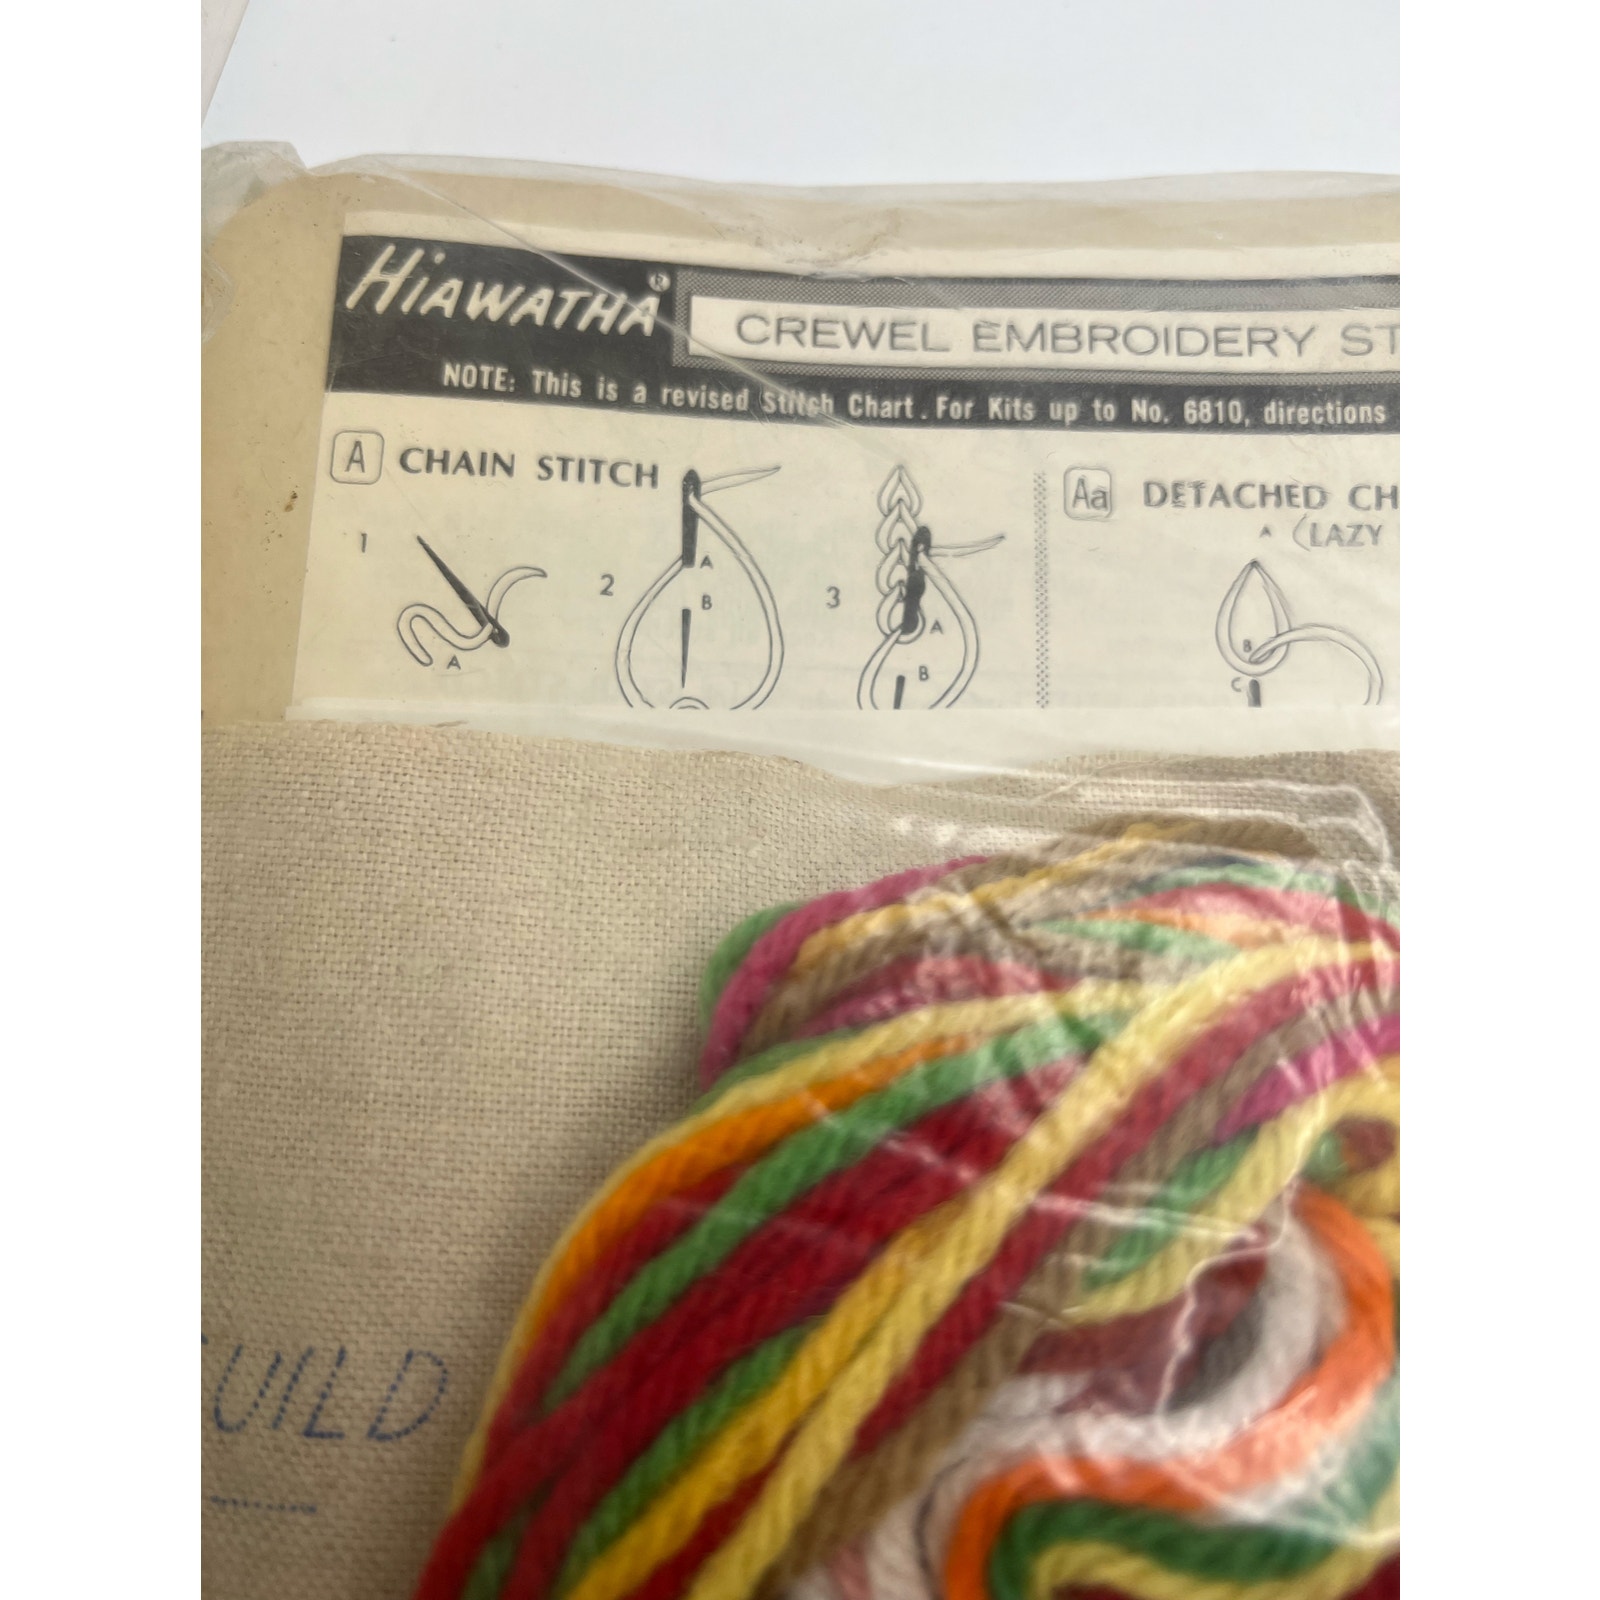 HIAWATHA®
CREWEL EMBROIDERY ST
NOTE: This is a revised Stitch Chart. For Kits up to No. 6810, directions
A CHAIN STITCH
1
A
2
A
B
3
A
B
Aa DETACHED CH
(LAZY
A
B
C
UILD